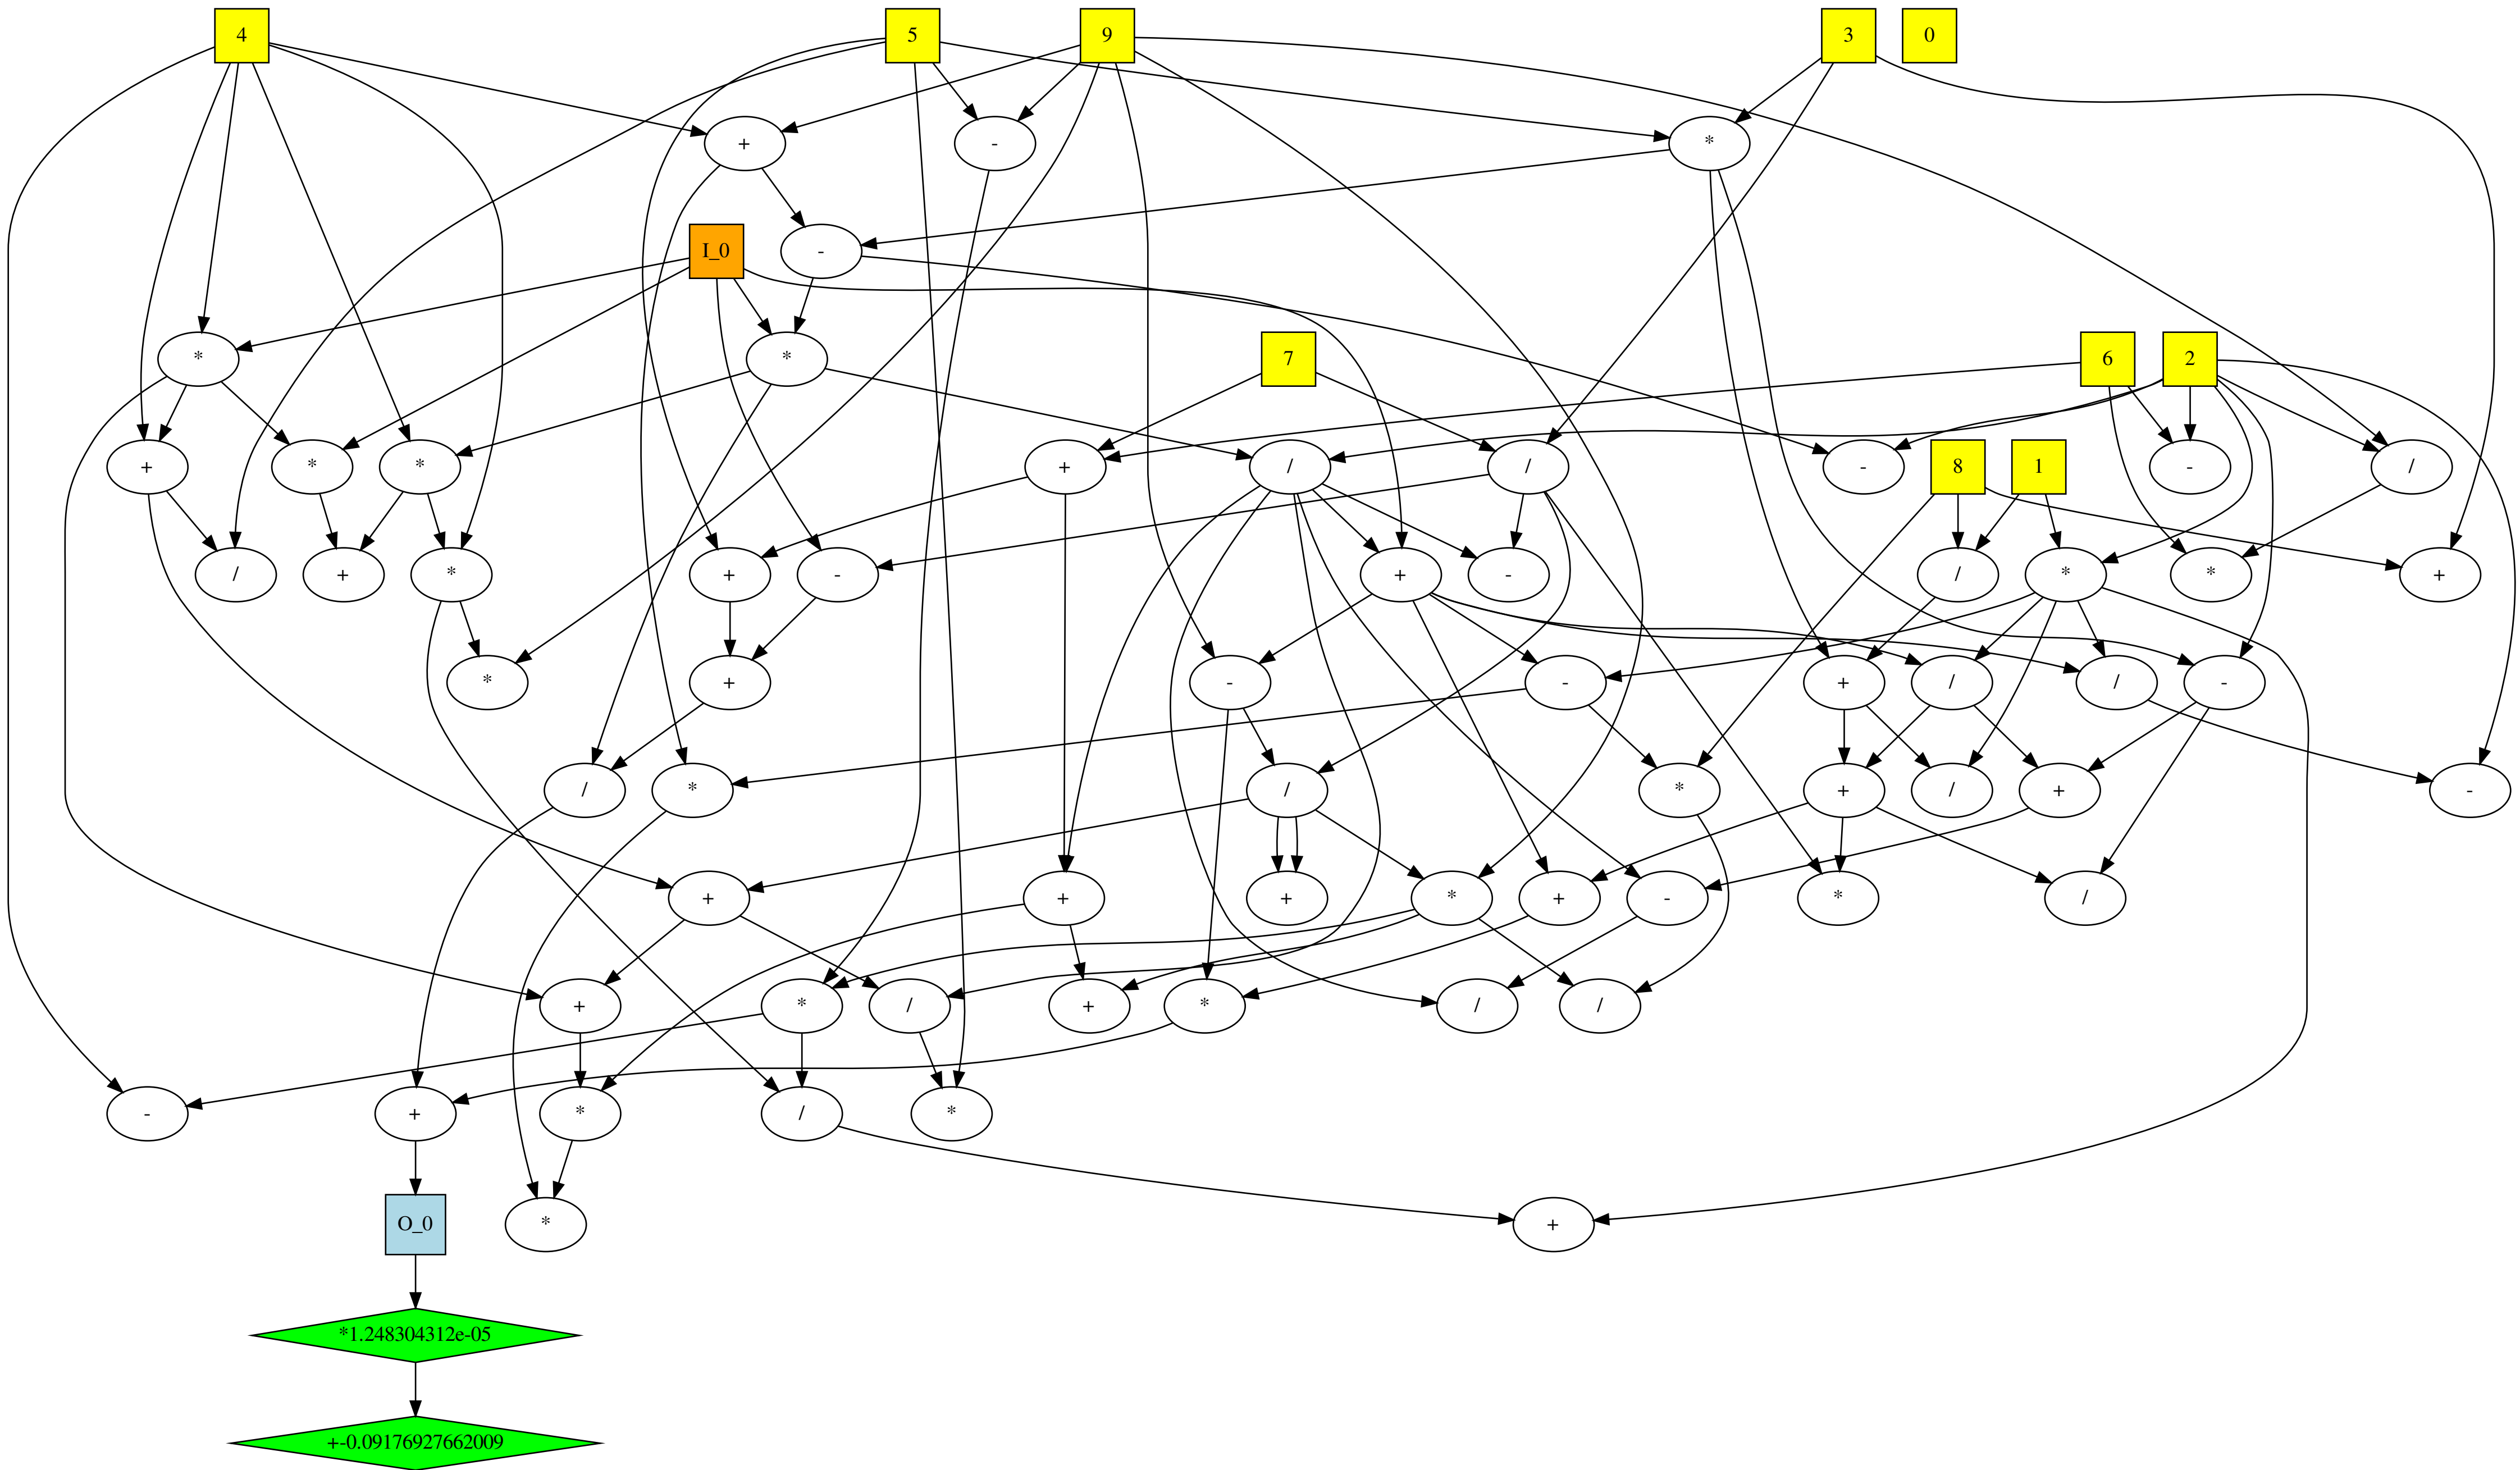 4 5 9 3 0
+ - *
I_0 -
* * 7 6 2
+ * * + / / - 8 1 - /
/ + * + - + - / * * +
* + - - + / / -
/ * / * + / + -
+ + + * + - * /
+ * / + * / /
- + * / *
O_0 * +
*1.248304312e-05
+-0.09176927662009